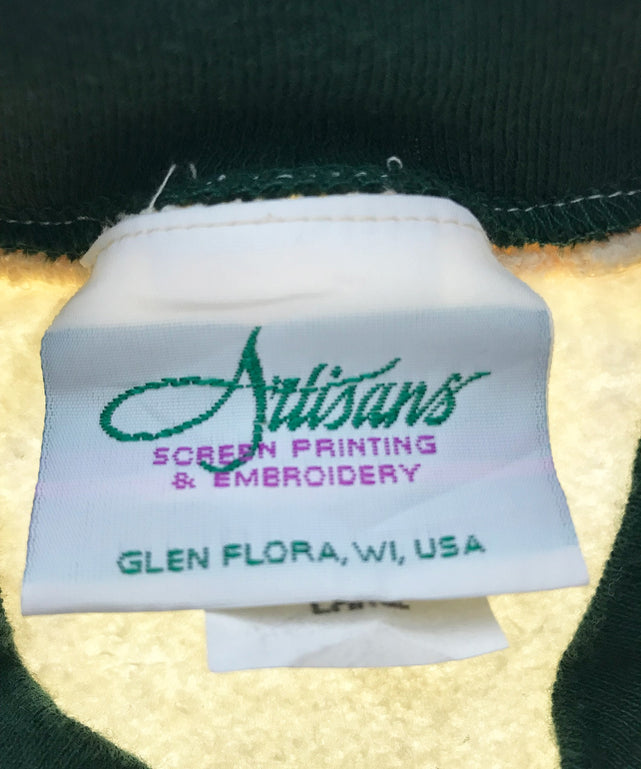 Artisans
SCREEN PRINTING
& EMBROIDERY
GLEN FLORA, WI, USA